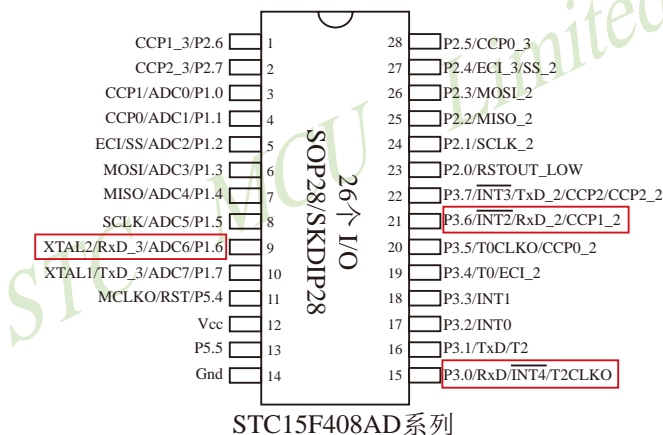 CCP1_3/P2.6
CCP2_3/P2.7
CCP1/ADC0/P1.0
CCP0/ADC1/P1.1
ECI/SS/ADC2/P1.2
MOSI/ADC3/P1.3
MISO/ADC4/P1.4
SCLK/ADC5/P1.5
XTAL2/RxD_3/ADC6/P1.6
XTAL1/TxD_3/ADC7/P1.7
MCLKO/RST/P5.4
Vcc
P5.5
Gnd
1
2
3
4
5
6
7
8
9
10
11
12
13
14
SOP28/SKDIP28
26个 I/O
28
27
26
25
24
23
22
21
20
19
18
17
16
15
P2.5/CCP0_3
P2.4/ECI_3/SS_2
P2.3/MOSI_2
P2.2/MISO_2
P2.1/SCLK_2
P2.0/RSTOUT_LOW
P3.7/INT3/TxD_2/CCP2/CCP2_2
P3.6/INT2/RxD_2/CCP1_2
P3.5/T0CLKO/CCP0_2
P3.4/T0/ECI_2
P3.3/INT1
P3.2/INT0
P3.1/TxD/T2
P3.0/RxD/INT4/T2CLKO
STC15F408AD系列
STC MCU Limited